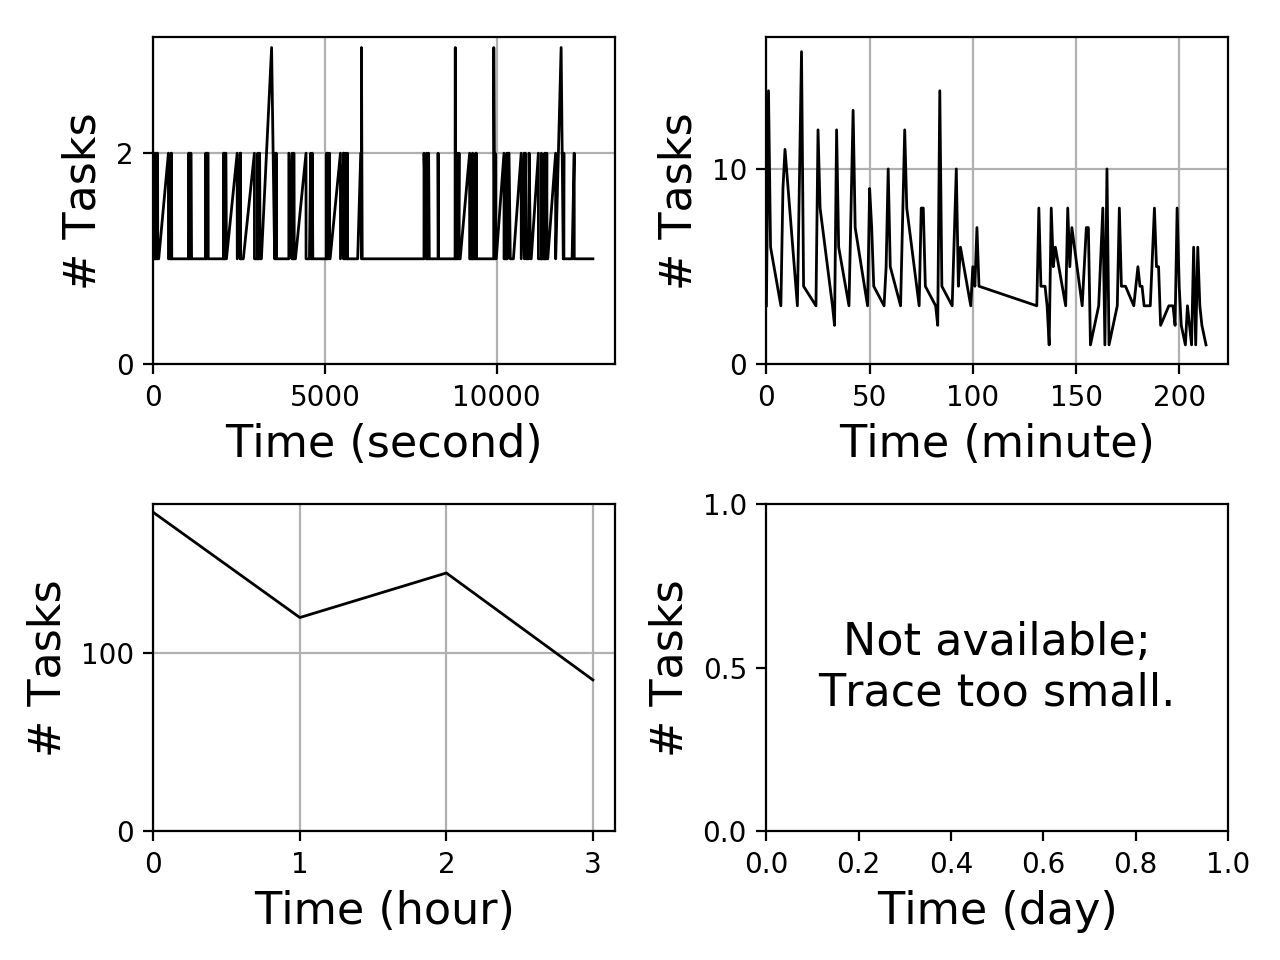 # Tasks
2
0
0 5000 10000
Time (second)
# Tasks
10
0
0 50 100 150 200
Time (minute)
# Tasks
100
0
0 1 2 3
Time (hour)
# Tasks
1.0
0.5
0.0
Not available;
Trace too small.
0.0 0.2 0.4 0.6 0.8 1.0
Time (day)